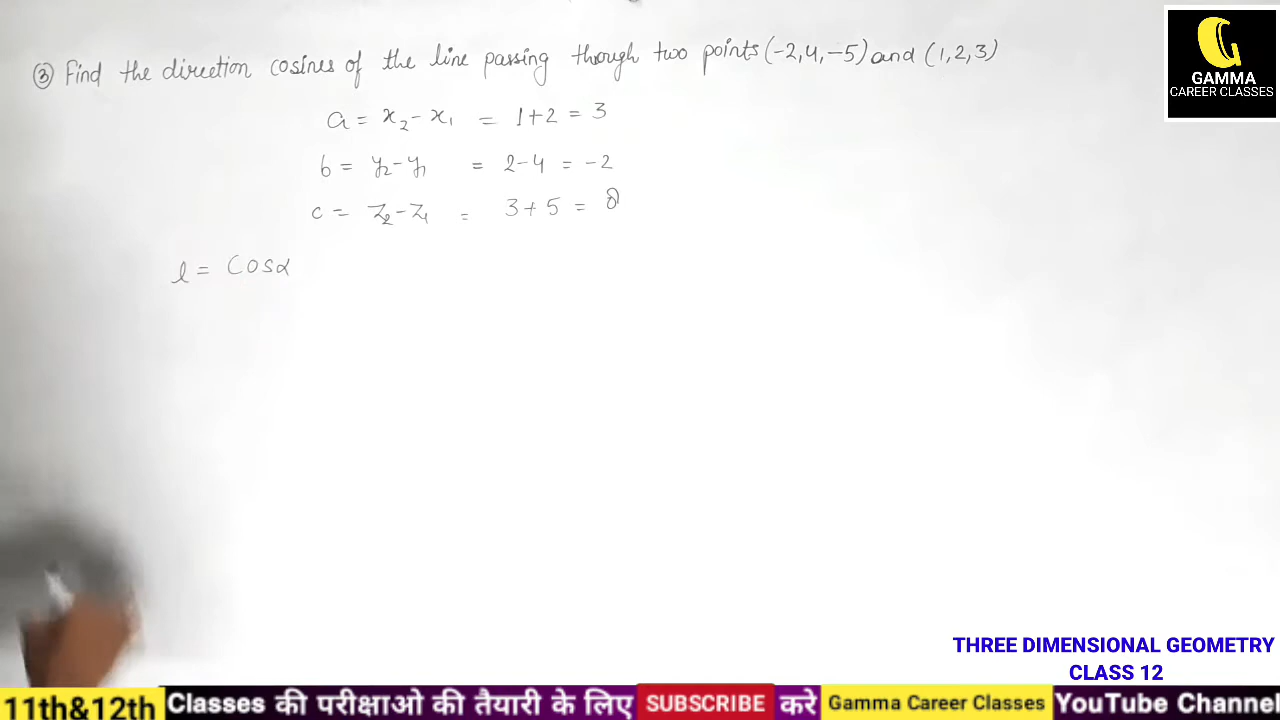 ③ Find the direction cosines of the line passing through two points (-2,4,-5) and (1,2,3)
a = x₂ - x₁ = 1+2 = 3
b = y₂ - y₁ = 2-4 = -2
c = z₂ - z₁ = 3+5 = 8
l = Cosα
GAMMA
CAREER CLASSES
THREE DIMENSIONAL GEOMETRY
CLASS 12
11th&12th Classes की परीक्षाओ की तैयारी के लिए SUBSCRIBE करे Gamma Career Classes YouTube Channel